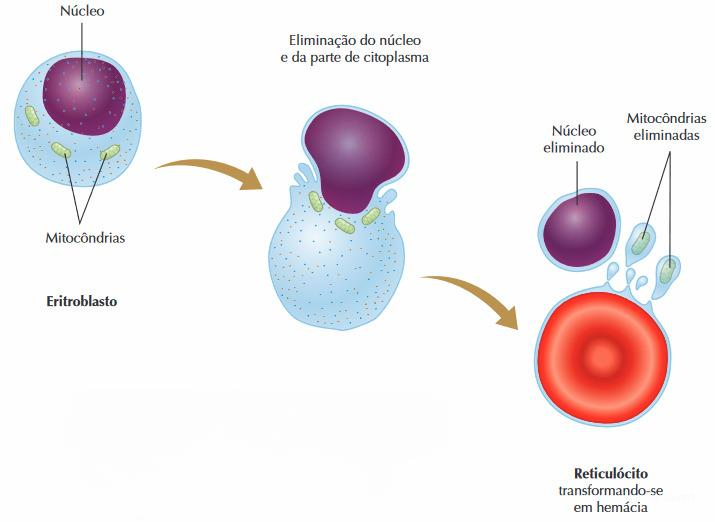 Núcleo
Mitocôndrias
Eritroblasto
Eliminação do núcleo
e da parte de citoplasma
Núcleo
eliminado
Mitocôndrias
eliminadas
Reticulócito
transformando-se
em hemácia